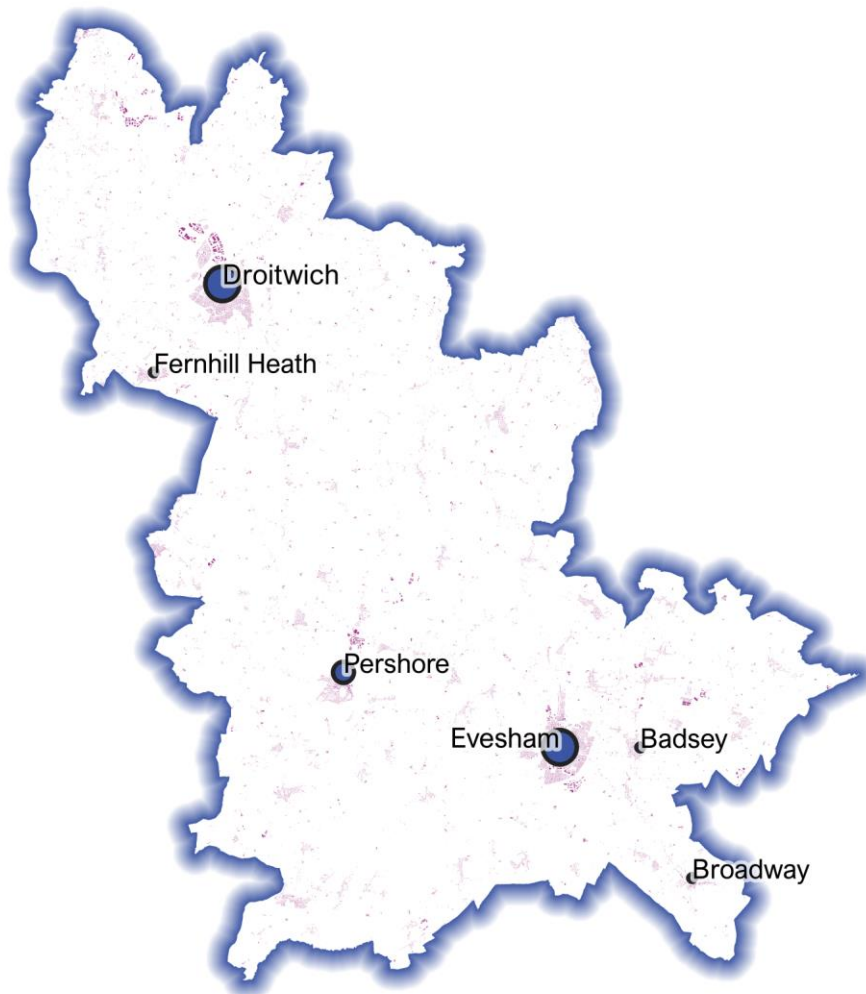 Droitwich
Fernhill Heath
Pershore
Evesham
Badsey
Broadway